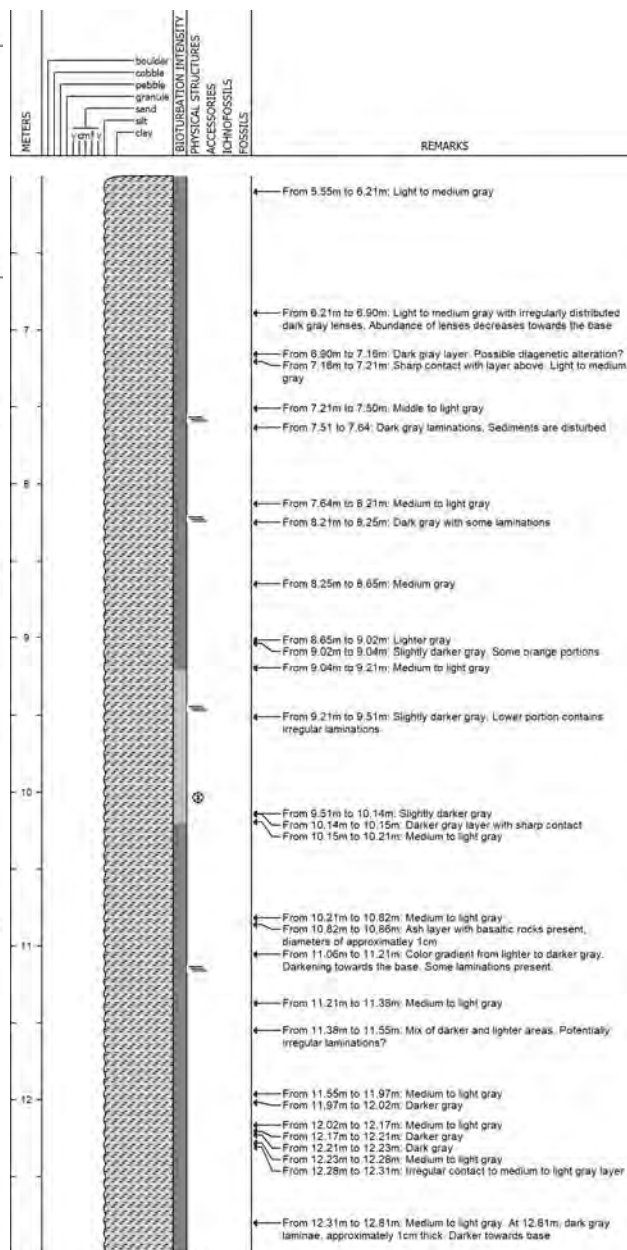 METERS
boulder
cobble
pebble
granule
sand
silt
vcmfv
clay
BIOTURBATION INTENSITY
PHYSICAL STRUCTURES
ACCESSORIES
ICHNOFOSSILS
FOSSILS
REMARKS
From 5.55m to 6.21m: Light to medium gray
From 6.21m to 6.90m: Light to medium gray with irregularly distributed
dark gray lenses. Abundance of lenses decreases towards the base
7
From 6.90m to 7.16m: Dark gray layer. Possible diagenetic alteration?
From 7.16m to 7.21m: Sharp contact with layer above. Light to medium
gray
From 7.21m to 7.50m: Middle to light gray
From 7.51 to 7.64: Dark gray laminations. Sediments are disturbed
8
From 7.64m to 8.21m: Medium to light gray
From 8.21m to 8.25m: Dark gray with some laminations
From 8.25m to 8.65m: Medium gray
9
From 8.65m to 9.02m: Lighter gray
From 9.02m to 9.04m: Slightly darker gray. Some orange portions
From 9.04m to 9.21m: Medium to light gray
From 9.21m to 9.51m: Slightly darker gray. Lower portion contains
irregular laminations
10
From 9.51m to 10.14m: Slightly darker gray
From 10.14m to 10.15m: Darker gray layer with sharp contact
From 10.15m to 10.21m: Medium to light gray
From 10.21m to 10.82m: Medium to light gray
From 10.82m to 10.86m: Ash layer with basaltic rocks present,
diameters of approximatley 1cm
11
From 11.06m to 11.21m: Color gradient from lighter to darker gray.
Darkening towards the base. Some laminations present.
From 11.21m to 11.38m: Medium to light gray
From 11.38m to 11.55m: Mix of darker and lighter areas. Potentially
irregular laminations?
From 11.55m to 11.97m: Medium to light gray
12
From 11.97m to 12.02m: Darker gray
From 12.02m to 12.17m: Medium to light gray
From 12.17m to 12.21m: Darker gray
From 12.21m to 12.23m: Dark gray
From 12.23m to 12.28m: Medium to light gray
From 12.28m to 12.31m: Irregular contact to medium to light gray layer
From 12.31m to 12.81m: Medium to light gray. At 12.61m, dark gray
laminae, approximately 1cm thick. Darker towards base